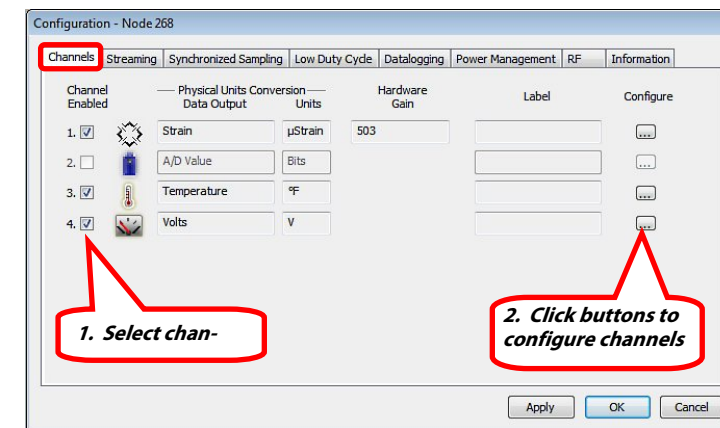 Configuration - Node 268
Channels Streaming Synchronized Sampling Low Duty Cycle Datalogging Power Management RF Information
Channel Enabled
Physical Units Conversion
Data Output Units
Hardware Gain
Label
Configure
1. Strain µStrain 503 ...
2. A/D Value Bits ...
3. Temperature ºF ...
4. Volts V ...
1. Select chan-
2. Click buttons to
configure channels
Apply OK Cancel